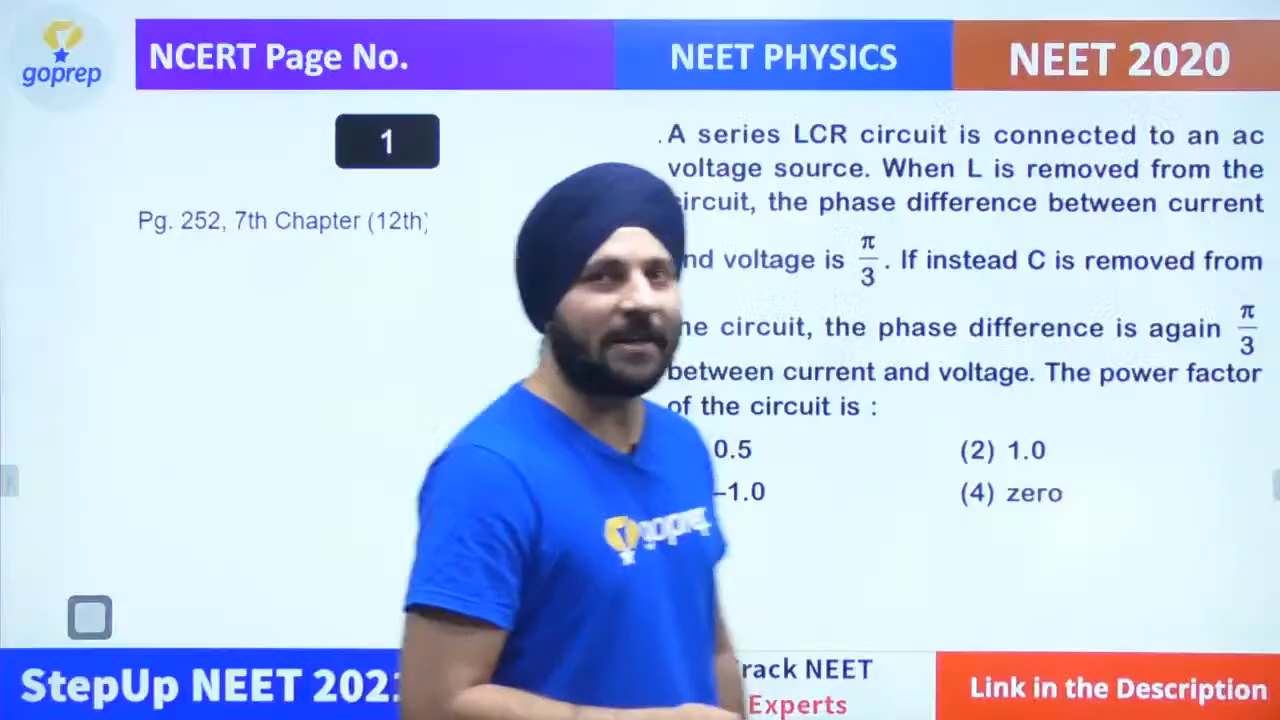 goprep
NCERT Page No.
NEET PHYSICS
NEET 2020
1
Pg. 252, 7th Chapter (12th)
.A series LCR circuit is connected to an ac
voltage source. When L is removed from the
circuit, the phase difference between current
and voltage is π/3. If instead C is removed from
the circuit, the phase difference is again π/3
between current and voltage. The power factor
of the circuit is :
0.5
(2) 1.0
–1.0
(4) zero
goprep
StepUp NEET 202
NEET
Experts
Link in the Description